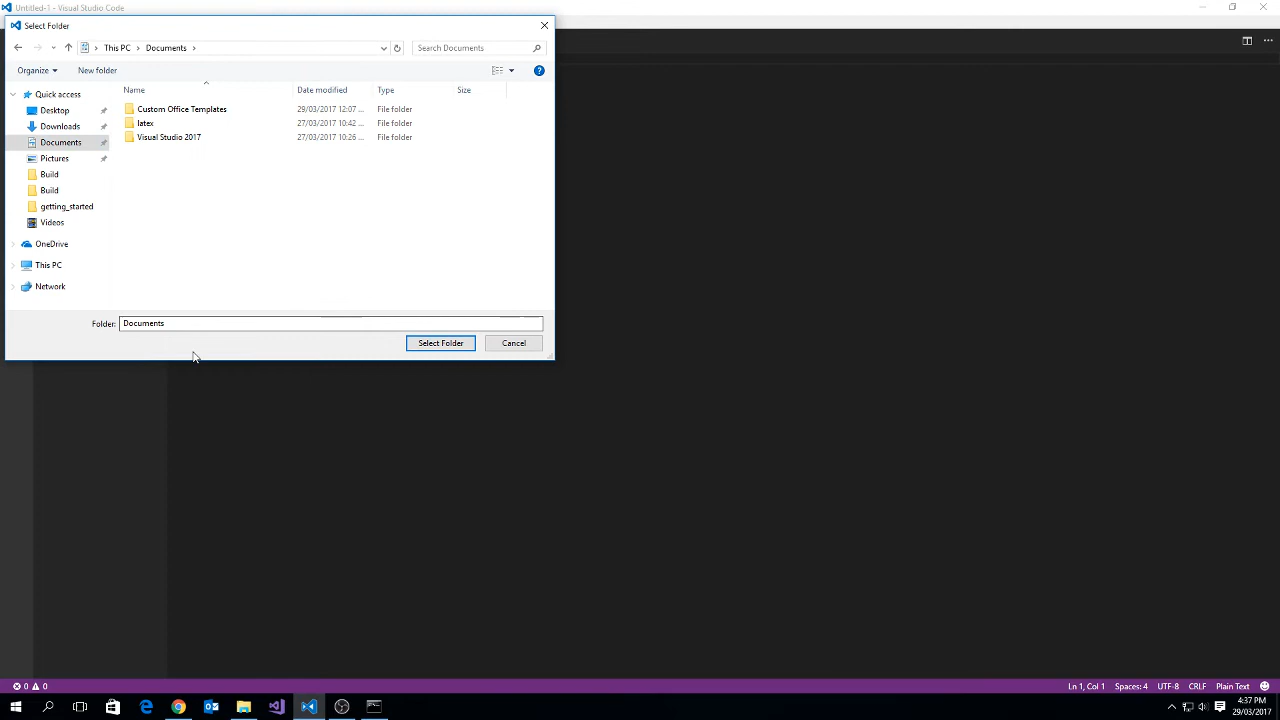 Untitled-1 - Visual Studio Code
Select Folder
This PC > Documents >
Search Documents
Organize
New folder
Name
Date modified
Type
Size
Quick access
Desktop
Downloads
Documents
Pictures
Build
Build
getting_started
Videos
OneDrive
This PC
Network
Custom Office Templates 29/03/2017 12:07 ... File folder
latex 27/03/2017 10:42 ... File folder
Visual Studio 2017 27/03/2017 10:26 ... File folder
Folder: Documents
Select Folder
Cancel
0 0
Ln 1, Col 1 Spaces: 4 UTF-8 CRLF Plain Text
4:37 PM
29/03/2017